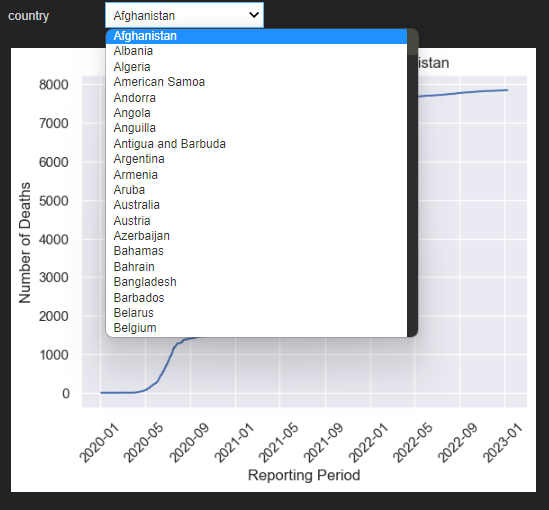 country
Afghanistan
Afghanistan
Albania
Algeria
American Samoa
Andorra
Angola
Anguilla
Antigua and Barbuda
Argentina
Armenia
Aruba
Australia
Austria
Azerbaijan
Bahamas
Bahrain
Bangladesh
Barbados
Belarus
Belgium
istan
Number of Deaths
8000
7000
6000
5000
4000
3000
2000
1000
0
2020-01
2020-05
2020-09
2021-01
2021-05
2021-09
2022-01
2022-05
2022-09
2023-01
Reporting Period